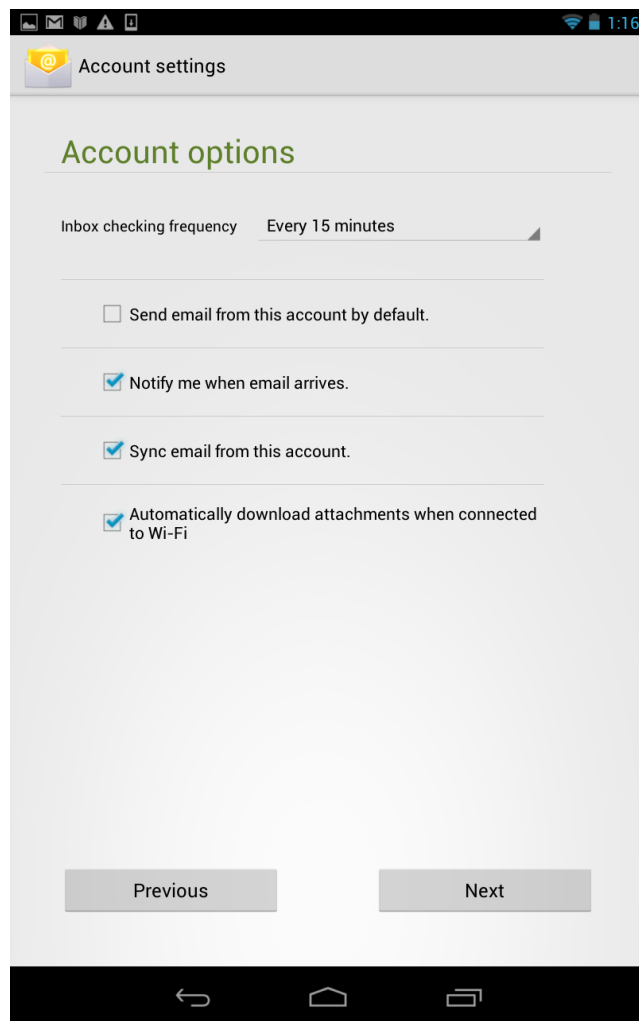 1:16
Account settings
Account options
Inbox checking frequency Every 15 minutes
Send email from this account by default.
Notify me when email arrives.
Sync email from this account.
Automatically download attachments when connected
to Wi-Fi
Previous Next